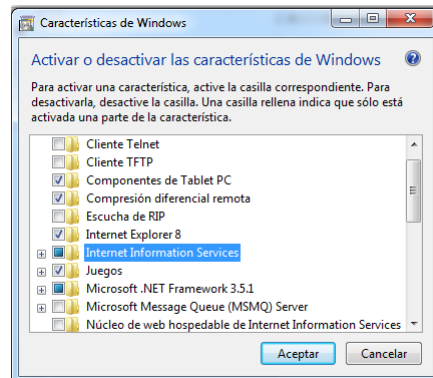 Características de Windows
Activar o desactivar las características de Windows
Para activar una característica, active la casilla correspondiente. Para
desactivarla, desactive la casilla. Una casilla rellena indica que sólo está
activada una parte de la característica.
Cliente Telnet
Cliente TFTP
Componentes de Tablet PC
Compresión diferencial remota
Escucha de RIP
Internet Explorer 8
Internet Information Services
Juegos
Microsoft .NET Framework 3.5.1
Microsoft Message Queue (MSMQ) Server
Núcleo de web hospedable de Internet Information Services
Aceptar Cancelar